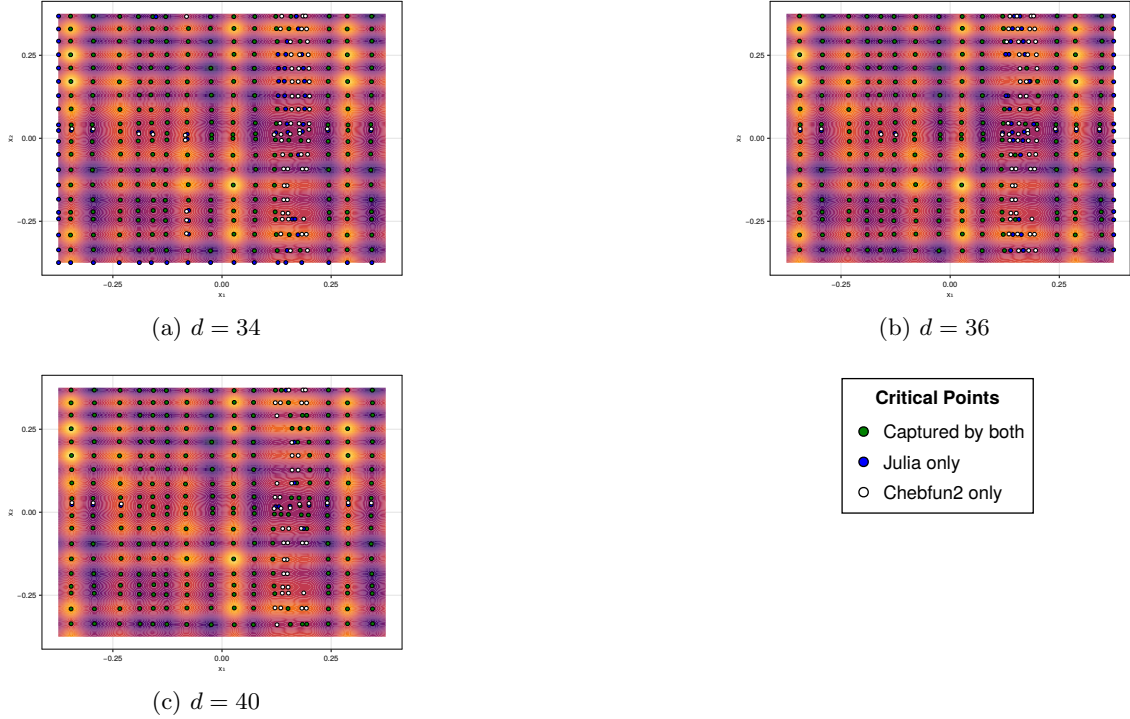 0.25
0.00
−0.25
x₂
−0.25
0.00
0.25
x₁
(a) d = 34
0.25
0.00
−0.25
x₂
−0.25
0.00
0.25
x₁
(b) d = 36
0.25
0.00
−0.25
x₂
−0.25
0.00
0.25
x₁
(c) d = 40
Critical Points
Captured by both
Julia only
Chebfun2 only